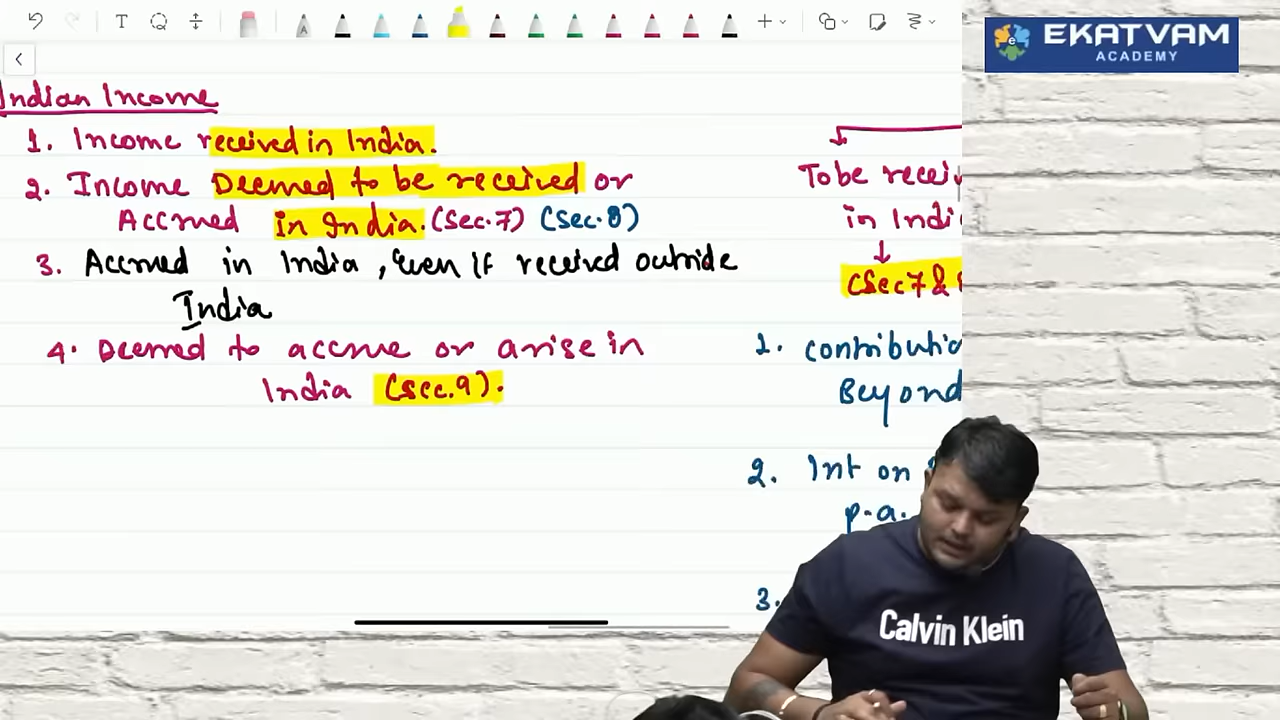 EKATVAM
ACADEMY
Indian Income
1. Income received in India.
2. Income Deemed to be received or
Accrued in India. (Sec.7) (Sec.8)
3. Accrued in India, Even if received outside
India
4. Deemed to accrue or arise in
India (Sec.9).
To be receiv
in Indi
(Sec 7 &
1. contributio
Beyond
2. Int on
p.a.
3.
Calvin Klein
T
A